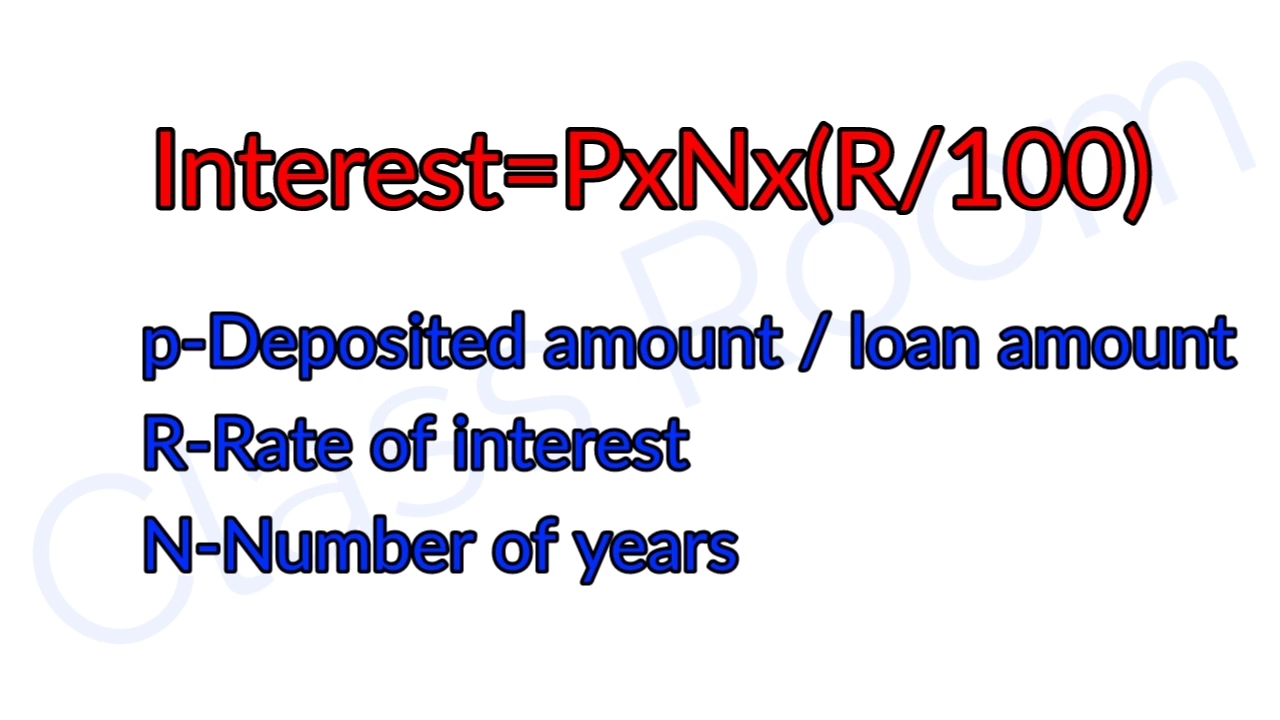 Interest=PxNx(R/100)
p-Deposited amount / loan amount
R-Rate of interest
N-Number of years
Class Room